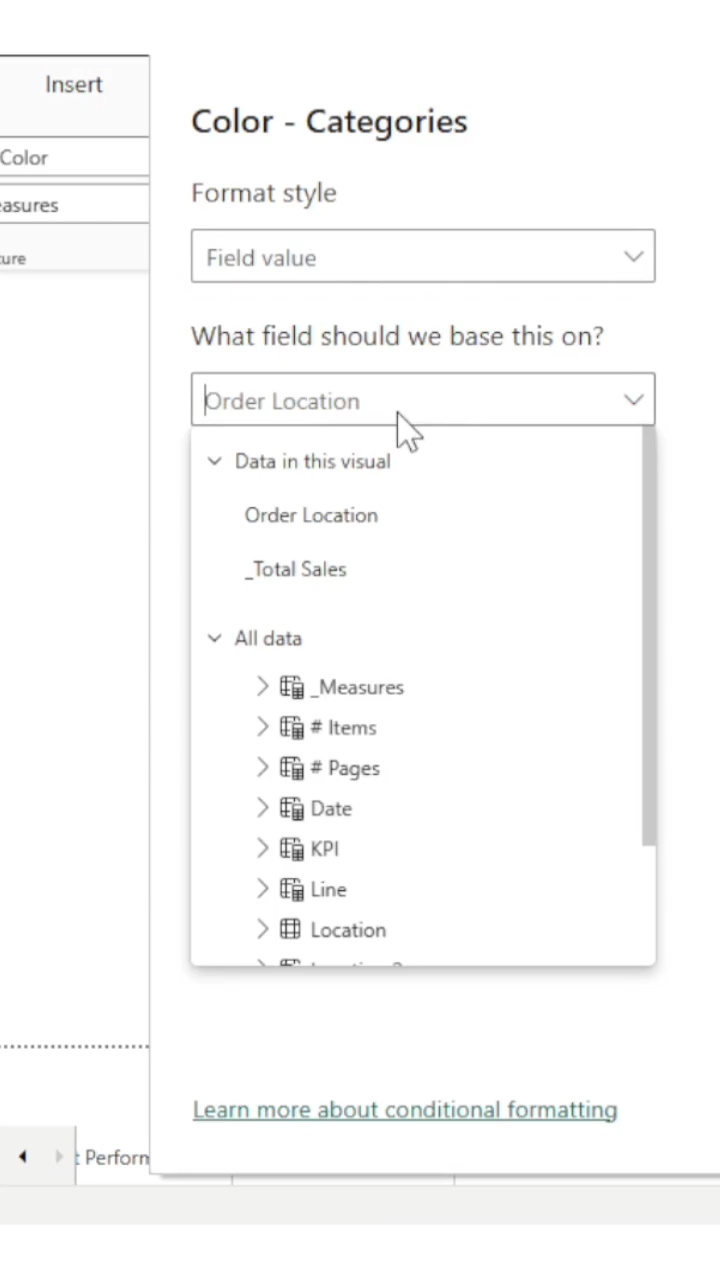 Insert
Color
easures
ture
Color - Categories
Format style
Field value
What field should we base this on?
Order Location
Data in this visual
Order Location
_Total Sales
All data
_Measures
# Items
# Pages
Date
KPI
Line
Location
Learn more about conditional formatting
t Perform